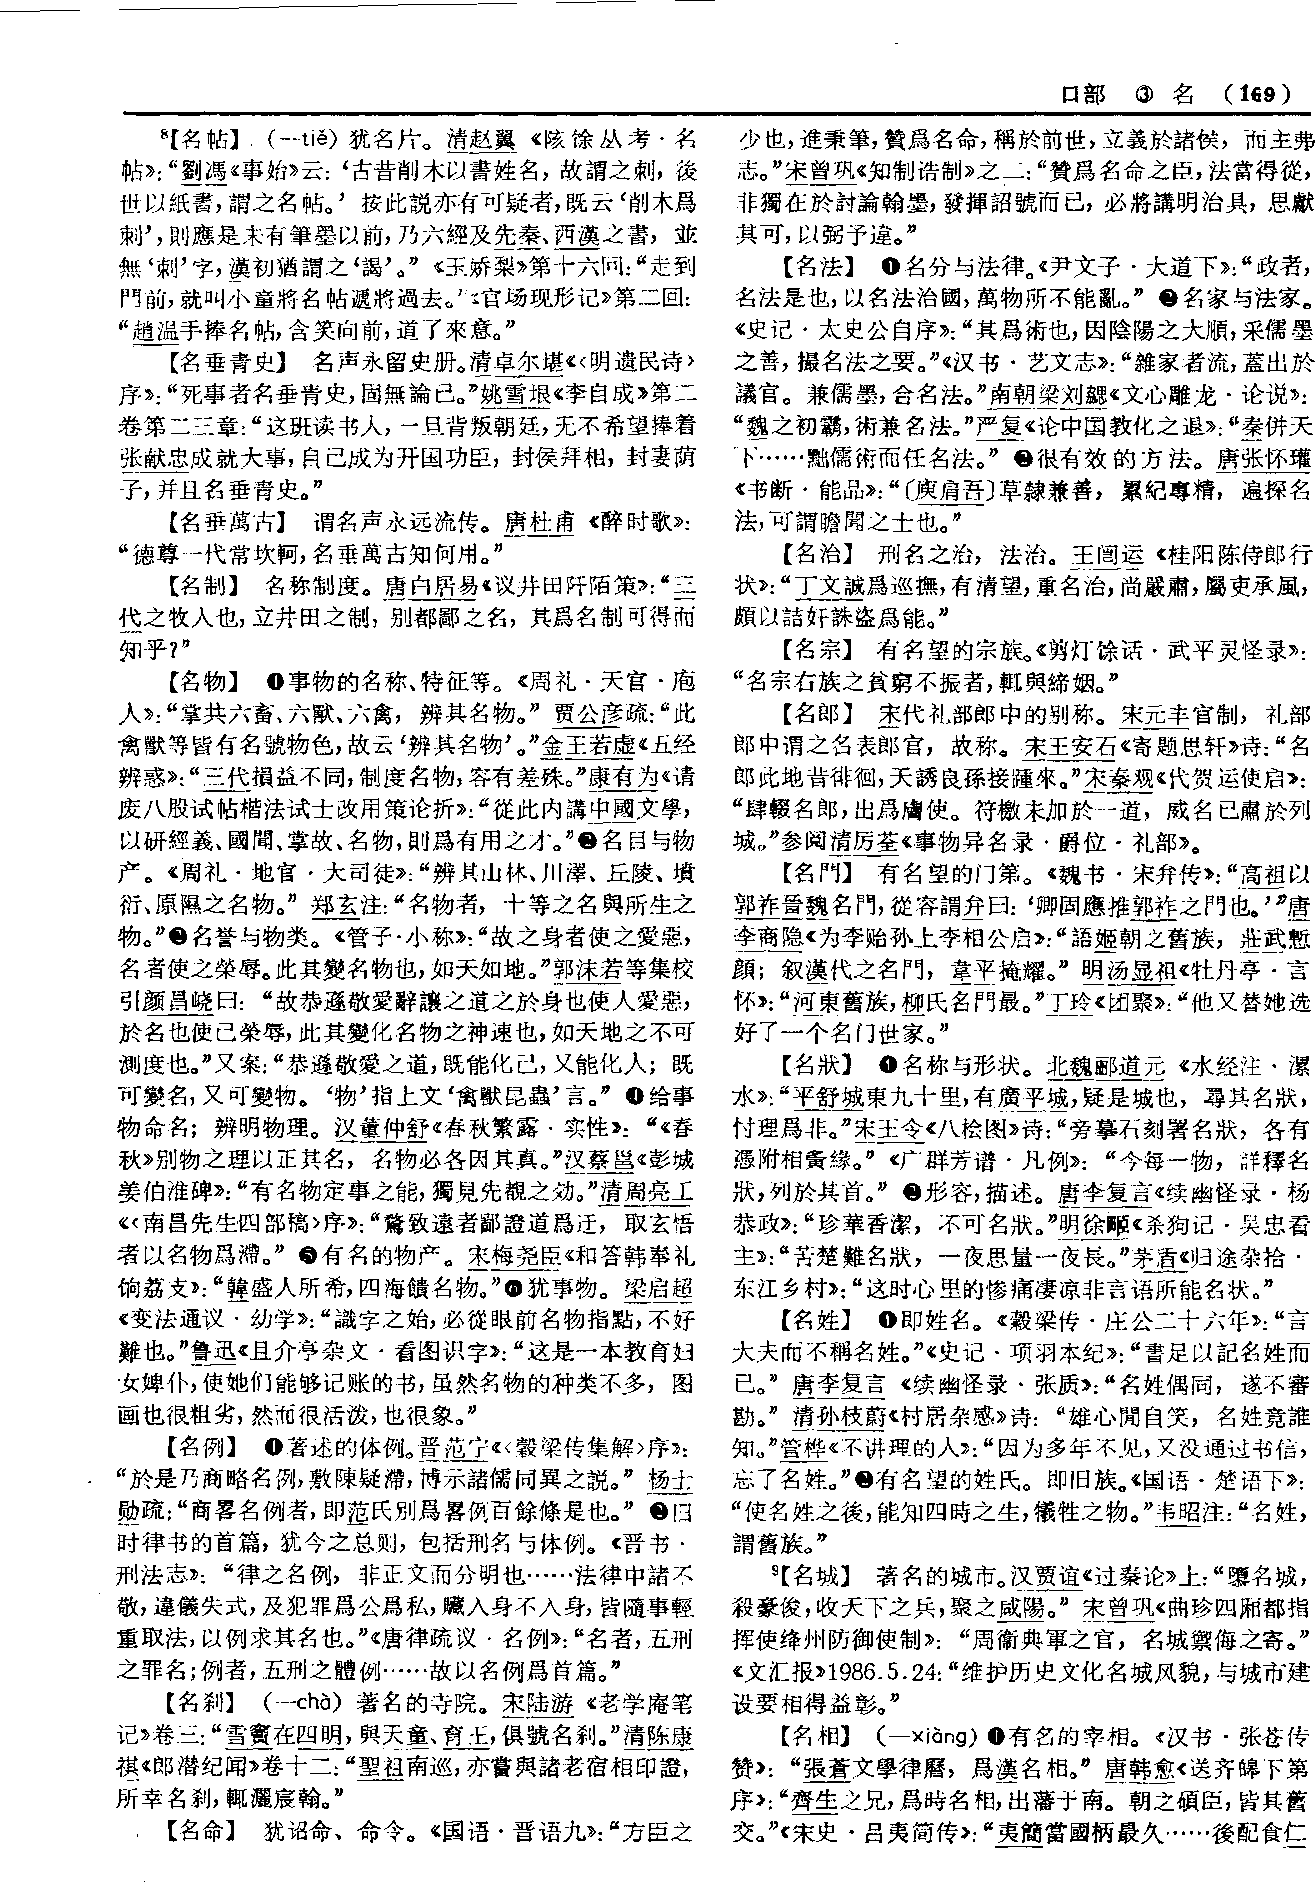 口部 ③ 名 (169)
⁸【名帖】 (—tiě) 犹名片。清赵翼《陔馀丛考·名
帖》：“劉馮《事始》云：‘古昔削木以書姓名，故謂之刺，後
世以紙書，謂之名帖。’ 按此説亦有可疑者，既云‘削木爲
刺’，則應是未有筆墨以前，乃六經及先秦、西漢之書，並
無‘刺’字，漢初猶謂之‘謁’。”《玉娇梨》第十六回：“走到
門前，就叫小童將名帖遞將過去。”《官场现形记》第二回：
“趙温手捧名帖，含笑向前，道了來意。”
【名垂青史】 名声永留史册。清卓尔堪《〈明遗民诗〉
序》：“死事者名垂青史，固無論已。”姚雪垠《李自成》第二
卷第二三章：“这班读书人，一旦背叛朝廷，无不希望捧着
张献忠成就大事，自己成为开国功臣，封侯拜相，封妻荫
子，并且名垂青史。”
【名垂萬古】 谓名声永远流传。唐杜甫《醉时歌》：
“德尊一代常坎軻，名垂萬古知何用。”
【名制】 名称制度。唐白居易《议井田阡陌策》：“三
代之牧人也，立井田之制，别都鄙之名，其爲名制可得而
知乎？”
【名物】 ❶事物的名称、特征等。《周礼·天官·庖
人》：“掌共六畜、六獸、六禽，辨其名物。” 贾公彦疏：“此
禽獸等皆有名號物色，故云‘辨其名物’。”金王若虚《五经
辨惑》：“三代損益不同，制度名物，容有差殊。”康有为《请
废八股试帖楷法试士改用策论折》：“從此内講中國文學，
以研經義、國聞、掌故、名物，則爲有用之才。”❷名目与物
产。《周礼·地官·大司徒》：“辨其山林、川澤、丘陵、墳
衍、原隰之名物。” 郑玄注：“名物者，十等之名與所生之
物。”❸名誉与物类。《管子·小称》：“故之身者使之愛惡，
名者使之榮辱。此其變名物也，如天如地。”郭沫若等集校
引颜昌峣曰：“故恭遜敬愛辭讓之道之於身也使人愛惡，
於名也使己榮辱，此其變化名物之神速也，如天地之不可
測度也。”又案：“恭遜敬愛之道，既能化己，又能化人；既
可變名，又可變物。‘物’指上文‘禽獸昆蟲’言。” ❹给事
物命名；辨明物理。汉董仲舒《春秋繁露·实性》：“《春
秋》别物之理以正其名，名物必各因其真。”汉蔡邕《彭城
姜伯淮碑》：“有名物定事之能，獨見先覩之効。”清周亮工
《〈南昌先生四部稿〉序》：“騖致遠者鄙證道爲迂，取玄悟
者以名物爲滯。” ❺有名的物产。宋梅尧臣《和答韩奉礼
饷荔支》：“韓盛人所希，四海饋名物。”❻犹事物。梁启超
《变法通议·幼学》：“識字之始，必從眼前名物指點，不好
難也。”鲁迅《且介亭杂文·看图识字》：“这是一本教育妇
女婢仆，使她们能够记账的书，虽然名物的种类不多，图
画也很粗劣，然而很活泼，也很象。”
【名例】 ❶著述的体例。晋范宁《〈穀梁传集解〉序》：
“於是乃商略名例，敷陳疑滯，博示諸儒同異之説。” 杨士
勋疏：“商畧名例者，即范氏别爲畧例百餘條是也。” ❷旧
时律书的首篇，犹今之总则，包括刑名与体例。《晋书·
刑法志》：“律之名例，非正文而分明也……法律中諸不
敬，違儀失式，及犯罪爲公爲私，贓入身不入身，皆隨事輕
重取法，以例求其名也。”《唐律疏议·名例》：“名者，五刑
之罪名；例者，五刑之體例……故以名例爲首篇。”
【名刹】 (—chà) 著名的寺院。宋陆游《老学庵笔
记》卷三：“雪竇在四明，與天童、育王，俱號名刹。”清陈康
祺《郎潜纪闻》卷十二：“聖祖南巡，亦嘗與諸老宿相印證，
所幸名刹，輒灑宸翰。”
【名命】 犹诏命、命令。《国语·晋语九》：“方臣之
少也，進秉筆，贊爲名命，稱於前世，立義於諸侯，而主弗
志。”宋曾巩《知制诰制》之二：“贊爲名命之臣，法當得從，
非獨在於討論翰墨，發揮詔號而已，必將講明治具，思獻
其可，以弼予違。”
【名法】 ❶名分与法律。《尹文子·大道下》：“政者，
名法是也，以名法治國，萬物所不能亂。” ❷名家与法家。
《史记·太史公自序》：“其爲術也，因陰陽之大順，采儒墨
之善，撮名法之要。”《汉书·艺文志》：“雜家者流，蓋出於
議官。兼儒墨，合名法。”南朝梁刘勰《文心雕龙·论说》：
“魏之初霸，術兼名法。”严复《论中国教化之退》：“秦併天
下……黜儒術而任名法。” ❸很有效的方法。唐张怀瓘
《书断·能品》：“〔庾肩吾〕草隸兼善，累紀專精，遍探名
法，可謂贍聞之士也。”
【名治】 刑名之治，法治。王闿运《桂阳陈侍郎行
状》：“丁文誠爲巡撫，有清望，重名治，尚嚴肅，屬吏承風，
頗以詰奸誅盜爲能。”
【名宗】 有名望的宗族。《剪灯馀话·武平灵怪录》：
“名宗右族之貧窮不振者，輒與締姻。”
【名郎】 宋代礼部郎中的别称。宋元丰官制，礼部
郎中谓之名表郎官，故称。宋王安石《寄题思轩》诗：“名
郎此地昔徘徊，天誘良孫接踵來。”宋秦观《代贺运使启》：
“肆輟名郎，出爲膚使。符檄未加於一道，威名已肅於列
城。”参阅清厉荃《事物异名录·爵位·礼部》。
【名門】 有名望的门第。《魏书·宋弁传》：“高祖以
郭祚晉魏名門，從容謂弁曰：‘卿固應推郭祚之門也。’”唐
李商隐《为李贻孙上李相公启》：“語姬朝之舊族，莊武慙
顔；叙漢代之名門，韋平掩耀。” 明汤显祖《牡丹亭·言
怀》：“河東舊族，柳氏名門最。”丁玲《团聚》：“他又替她选
好了一个名门世家。”
【名狀】 ❶名称与形状。北魏郦道元《水经注·㶟
水》：“平舒城東九十里，有廣平城，疑是城也，尋其名狀，
忖理爲非。”宋王令《八桧图》诗：“旁摹石刻署名狀，各有
憑附相夤緣。”《广群芳谱·凡例》：“今每一物，詳釋名
狀，列於其首。” ❷形容，描述。唐李复言《续幽怪录·杨
恭政》：“珍華香潔，不可名狀。”明徐𤱻《杀狗记·吴忠看
主》：“苦楚難名狀，一夜思量一夜長。”茅盾《归途杂拾·
东江乡村》：“这时心里的惨痛凄凉非言语所能名状。”
【名姓】 ❶即姓名。《穀梁传·庄公二十六年》：“言
大夫而不稱名姓。”《史记·项羽本纪》：“書足以記名姓而
已。” 唐李复言《续幽怪录·张质》：“名姓偶同，遂不審
勘。” 清孙枝蔚《村居杂感》诗：“雄心閒自笑，名姓竟誰
知。”管桦《不讲理的人》：“因为多年不见，又没通过书信，
忘了名姓。”❷有名望的姓氏。即旧族。《国语·楚语下》：
“使名姓之後，能知四時之生，犧牲之物。”韦昭注：“名姓，
謂舊族。”
⁹【名城】 著名的城市。汉贾谊《过秦论》上：“墮名城，
殺豪俊，收天下之兵，聚之咸陽。” 宋曾巩《曲珍四厢都指
挥使绛州防御使制》：“周衞典軍之官，名城禦侮之寄。”
《文汇报》1986.5.24：“维护历史文化名城风貌，与城市建
设要相得益彰。”
【名相】 (—xiàng) ❶有名的宰相。《汉书·张苍传
赞》：“張蒼文學律曆，爲漢名相。” 唐韩愈《送齐皞下第
序》：“齊生之兄，爲時名相，出藩于南。朝之碩臣，皆其舊
交。”《宋史·吕夷简传》：“夷簡當國柄最久……後配食仁